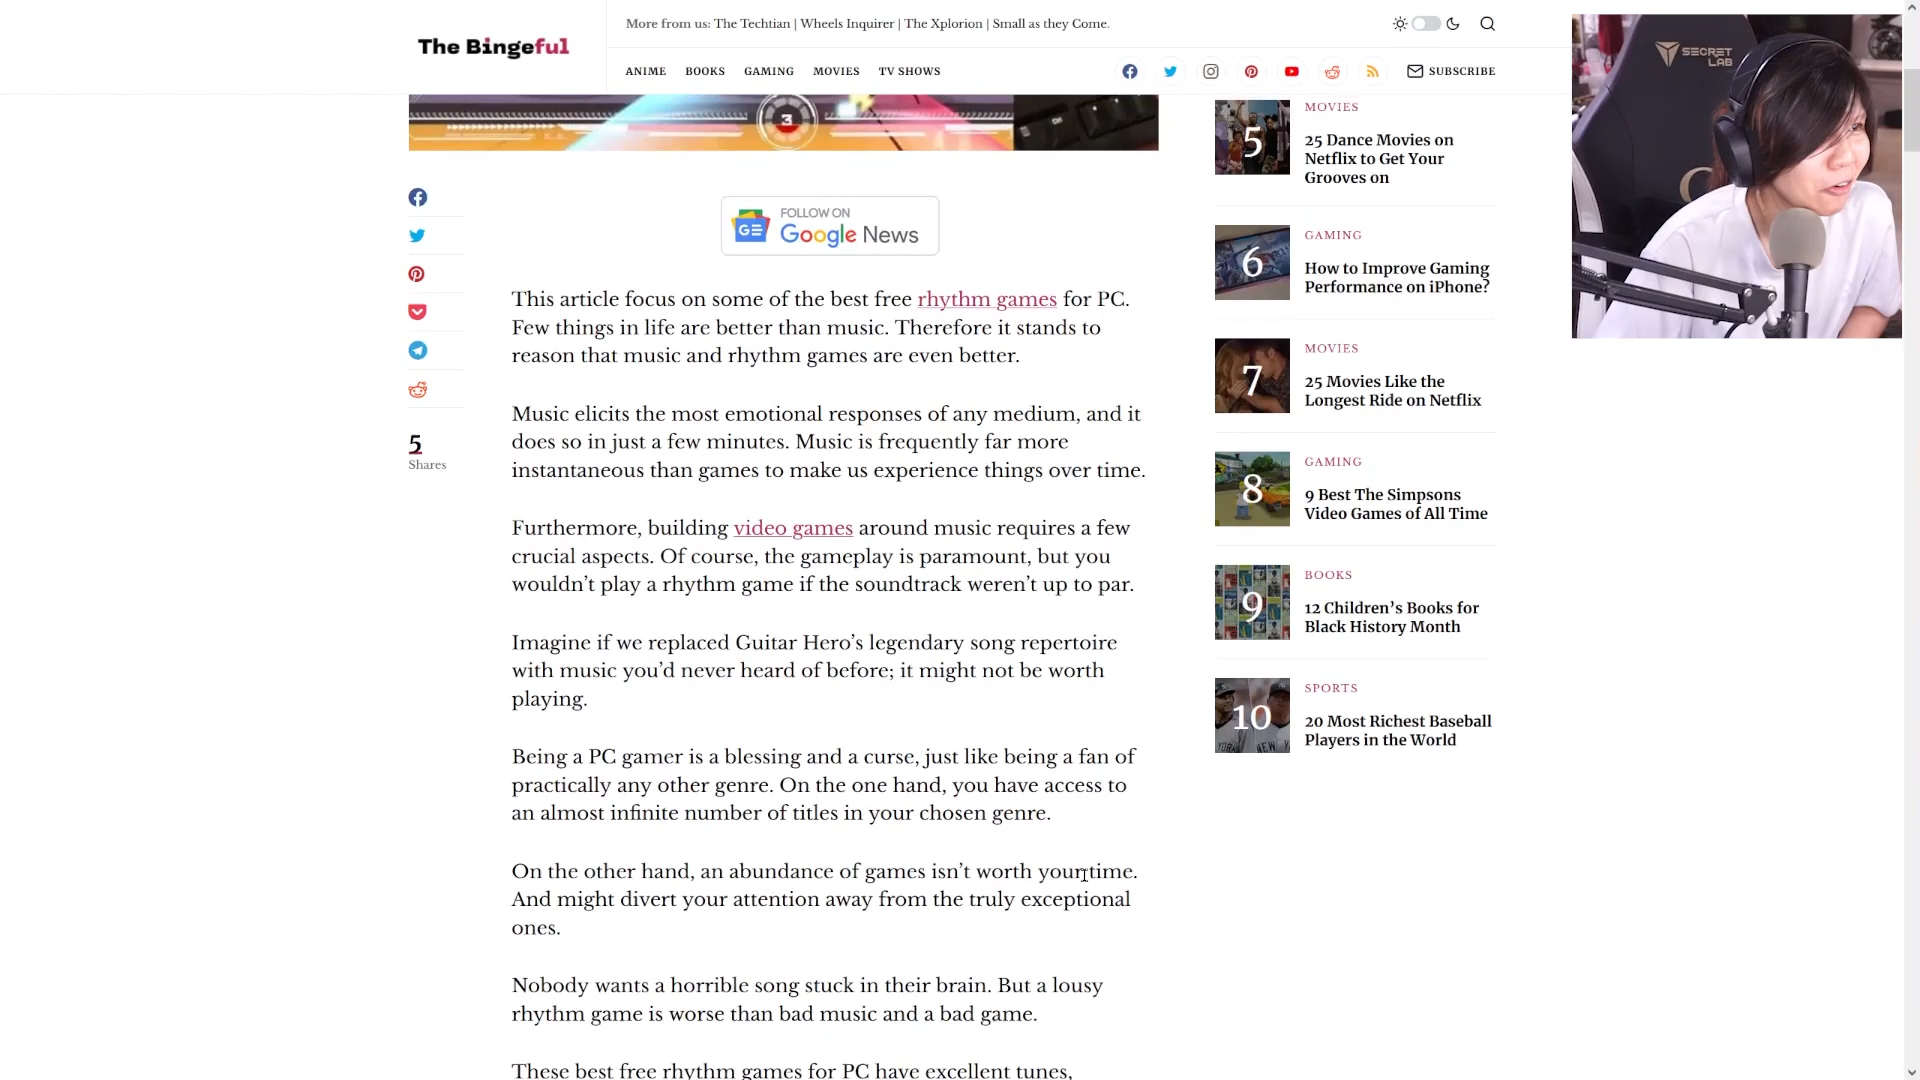 The Bingeful
More from us: The Techtian | Wheels Inquirer | The Xplorion | Small as they Come.
ANIME BOOKS GAMING MOVIES TV SHOWS
SUBSCRIBE
3
FOLLOW ON
Google News
GE
This article focus on some of the best free rhythm games for PC.
Few things in life are better than music. Therefore it stands to
reason that music and rhythm games are even better.
Music elicits the most emotional responses of any medium, and it
does so in just a few minutes. Music is frequently far more
instantaneous than games to make us experience things over time.
Furthermore, building video games around music requires a few
crucial aspects. Of course, the gameplay is paramount, but you
wouldn’t play a rhythm game if the soundtrack weren’t up to par.
Imagine if we replaced Guitar Hero’s legendary song repertoire
with music you’d never heard of before; it might not be worth
playing.
Being a PC gamer is a blessing and a curse, just like being a fan of
practically any other genre. On the one hand, you have access to
an almost infinite number of titles in your chosen genre.
On the other hand, an abundance of games isn’t worth your time.
And might divert your attention away from the truly exceptional
ones.
Nobody wants a horrible song stuck in their brain. But a lousy
rhythm game is worse than bad music and a bad game.
These best free rhythm games for PC have excellent tunes,
5
Shares
5
MOVIES
25 Dance Movies on
Netflix to Get Your
Grooves on
6
GAMING
How to Improve Gaming
Performance on iPhone?
7
MOVIES
25 Movies Like the
Longest Ride on Netflix
8
GAMING
9 Best The Simpsons
Video Games of All Time
9
BOOKS
12 Children’s Books for
Black History Month
10
SPORTS
20 Most Richest Baseball
Players in the World
SECRET
LAB